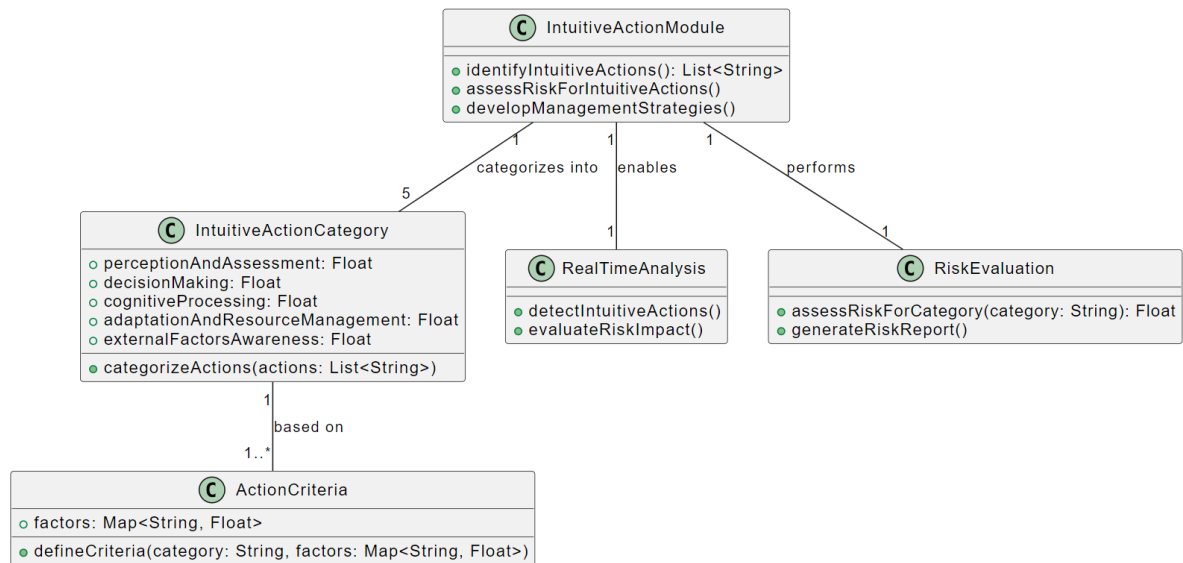 C IntuitiveActionModule
identifyIntuitiveActions(): List<String>
assessRiskForIntuitiveActions()
developManagementStrategies()
1
1
1
categorizes into
enables
performs
5
1
1
C IntuitiveActionCategory
perceptionAndAssessment: Float
decisionMaking: Float
cognitiveProcessing: Float
adaptationAndResourceManagement: Float
externalFactorsAwareness: Float
categorizeActions(actions: List<String>)
C RealTimeAnalysis
detectIntuitiveActions()
evaluateRiskImpact()
C RiskEvaluation
assessRiskForCategory(category: String): Float
generateRiskReport()
1
based on
1..*
C ActionCriteria
factors: Map<String, Float>
defineCriteria(category: String, factors: Map<String, Float>)